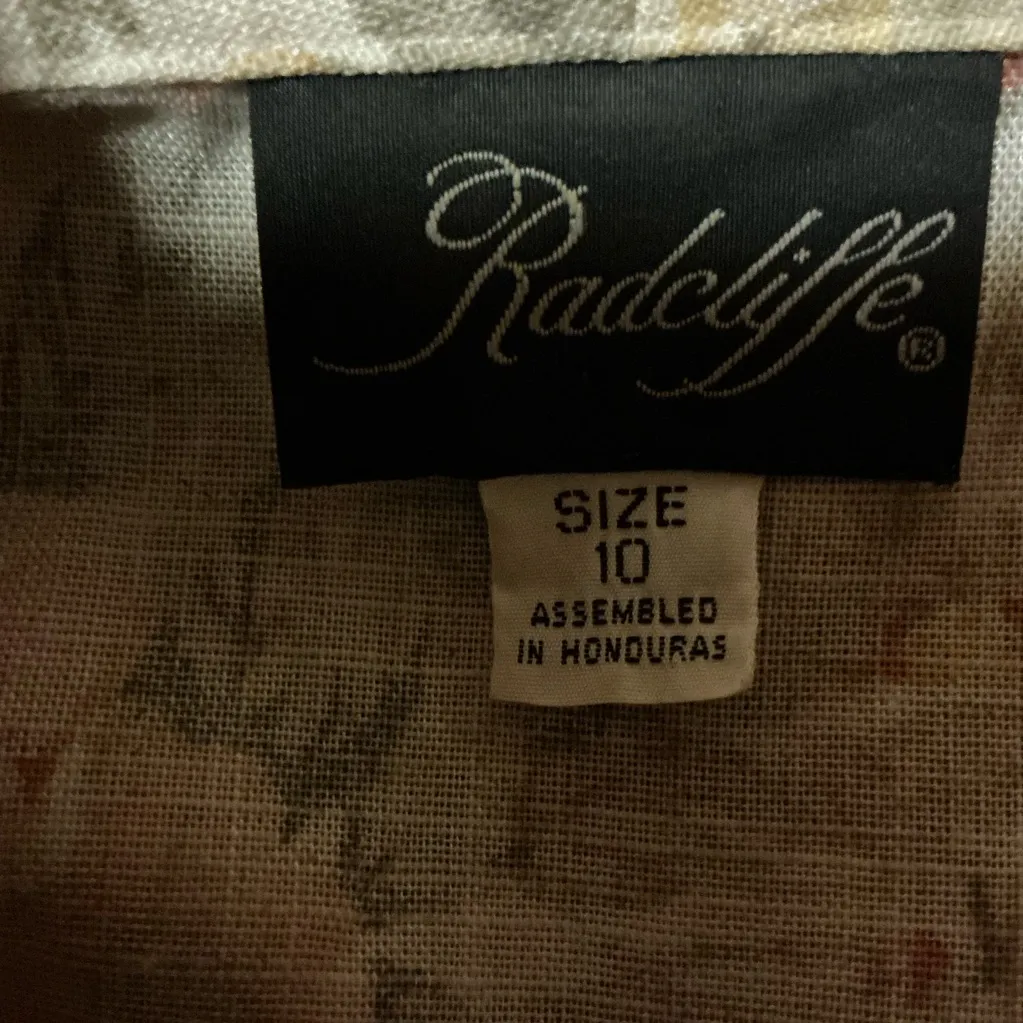 Radcliffe®
SIZE
10
ASSEMBLED
IN HONDURAS